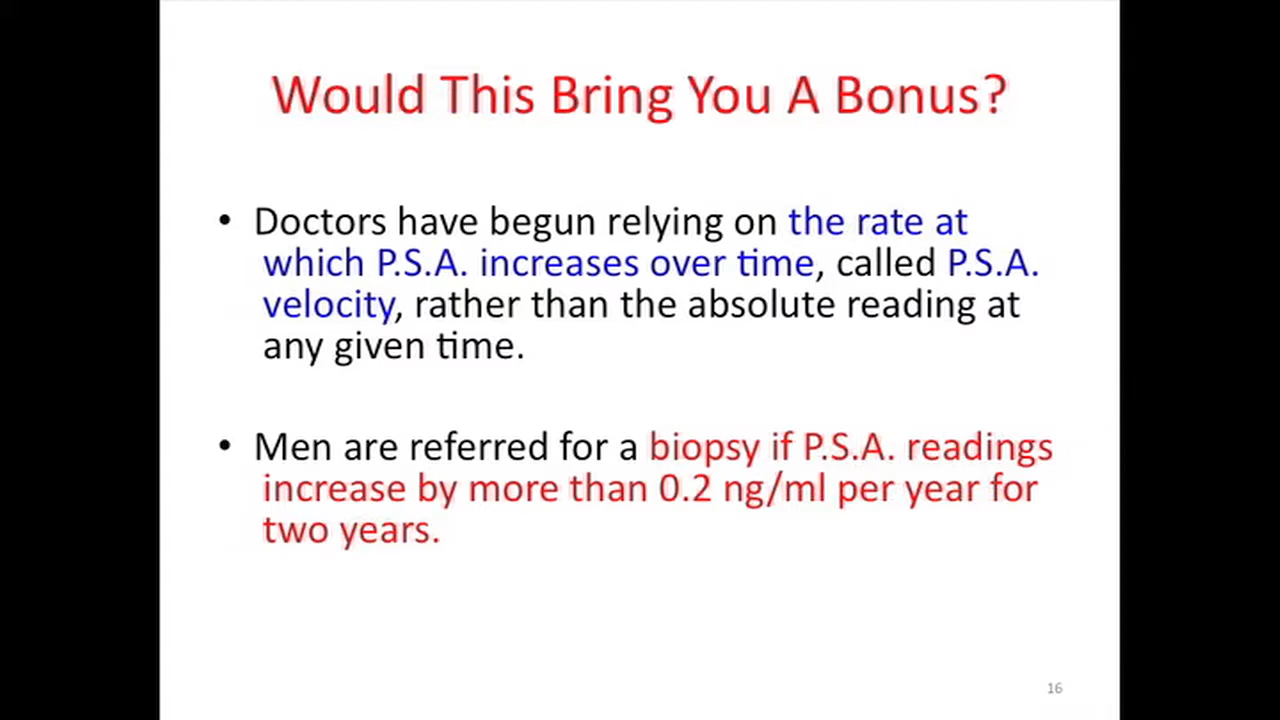 Would This Bring You A Bonus?
• Doctors have begun relying on the rate at
which P.S.A. increases over time, called P.S.A.
velocity, rather than the absolute reading at
any given time.
• Men are referred for a biopsy if P.S.A. readings
increase by more than 0.2 ng/ml per year for
two years.
16